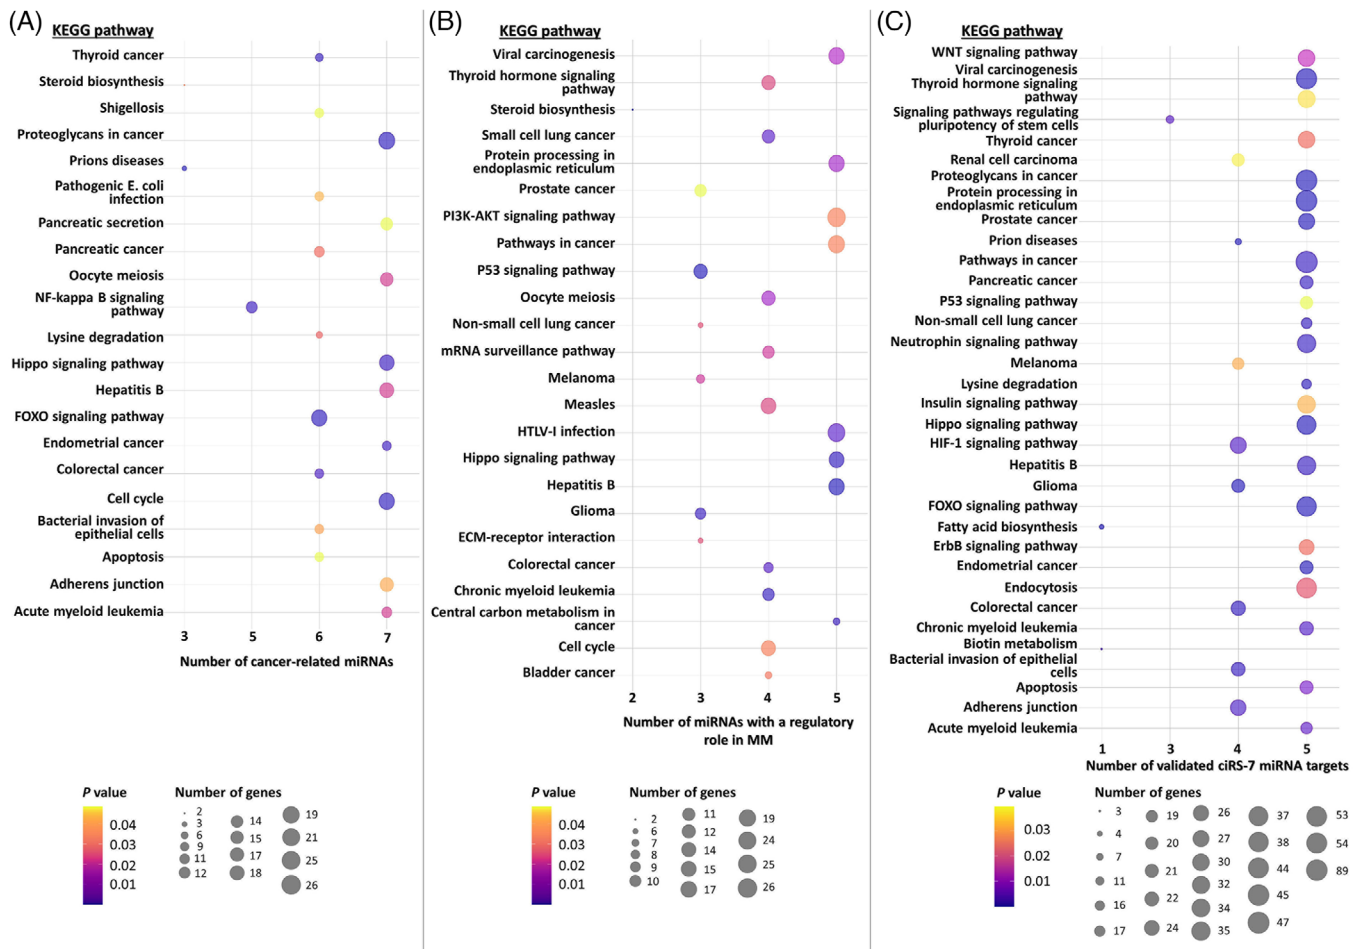 (A)
KEGG pathway
Thyroid cancer
Steroid biosynthesis
Shigellosis
Proteoglycans in cancer
Prions diseases
Pathogenic E. coli
infection
Pancreatic secretion
Pancreatic cancer
Oocyte meiosis
NF-kappa B signaling
pathway
Lysine degradation
Hippo signaling pathway
Hepatitis B
FOXO signaling pathway
Endometrial cancer
Colorectal cancer
Cell cycle
Bacterial invasion of
epithelial cells
Apoptosis
Adherens junction
Acute myeloid leukemia
3 5 6 7
Number of cancer-related miRNAs
P value
0.04
0.03
0.02
0.01
Number of genes
2
3
6
9
11
12
14
15
17
18
19
21
25
26
(B)
KEGG pathway
Viral carcinogenesis
Thyroid hormone signaling
pathway
Steroid biosynthesis
Small cell lung cancer
Protein processing in
endoplasmic reticulum
Prostate cancer
PI3K-AKT signaling pathway
Pathways in cancer
P53 signaling pathway
Oocyte meiosis
Non-small cell lung cancer
mRNA surveillance pathway
Melanoma
Measles
HTLV-I infection
Hippo signaling pathway
Hepatitis B
Glioma
ECM-receptor interaction
Colorectal cancer
Chronic myeloid leukemia
Central carbon metabolism in
cancer
Cell cycle
Bladder cancer
2 3 4 5
Number of miRNAs with a regulatory
role in MM
P value
0.04
0.03
0.02
0.01
Number of genes
2
6
7
8
9
10
11
12
14
15
17
19
24
25
26
(C)
KEGG pathway
WNT signaling pathway
Viral carcinogenesis
Thyroid hormone signaling
pathway
Signaling pathways regulating
pluripotency of stem cells
Thyroid cancer
Renal cell carcinoma
Proteoglycans in cancer
Protein processing in
endoplasmic reticulum
Prostate cancer
Prion diseases
Pathways in cancer
Pancreatic cancer
P53 signaling pathway
Non-small cell lung cancer
Neutrophin signaling pathway
Melanoma
Lysine degradation
Insulin signaling pathway
Hippo signaling pathway
HIF-1 signaling pathway
Hepatitis B
Glioma
FOXO signaling pathway
Fatty acid biosynthesis
ErbB signaling pathway
Endometrial cancer
Endocytosis
Colorectal cancer
Chronic myeloid leukemia
Biotin metabolism
Bacterial invasion of epithelial
cells
Apoptosis
Adherens junction
Acute myeloid leukemia
1 3 4 5
Number of validated ciRS-7 miRNA targets
P value
0.03
0.02
0.01
Number of genes
3
4
7
11
16
17
19
20
21
22
24
26
27
30
32
34
35
37
38
44
45
47
53
54
89